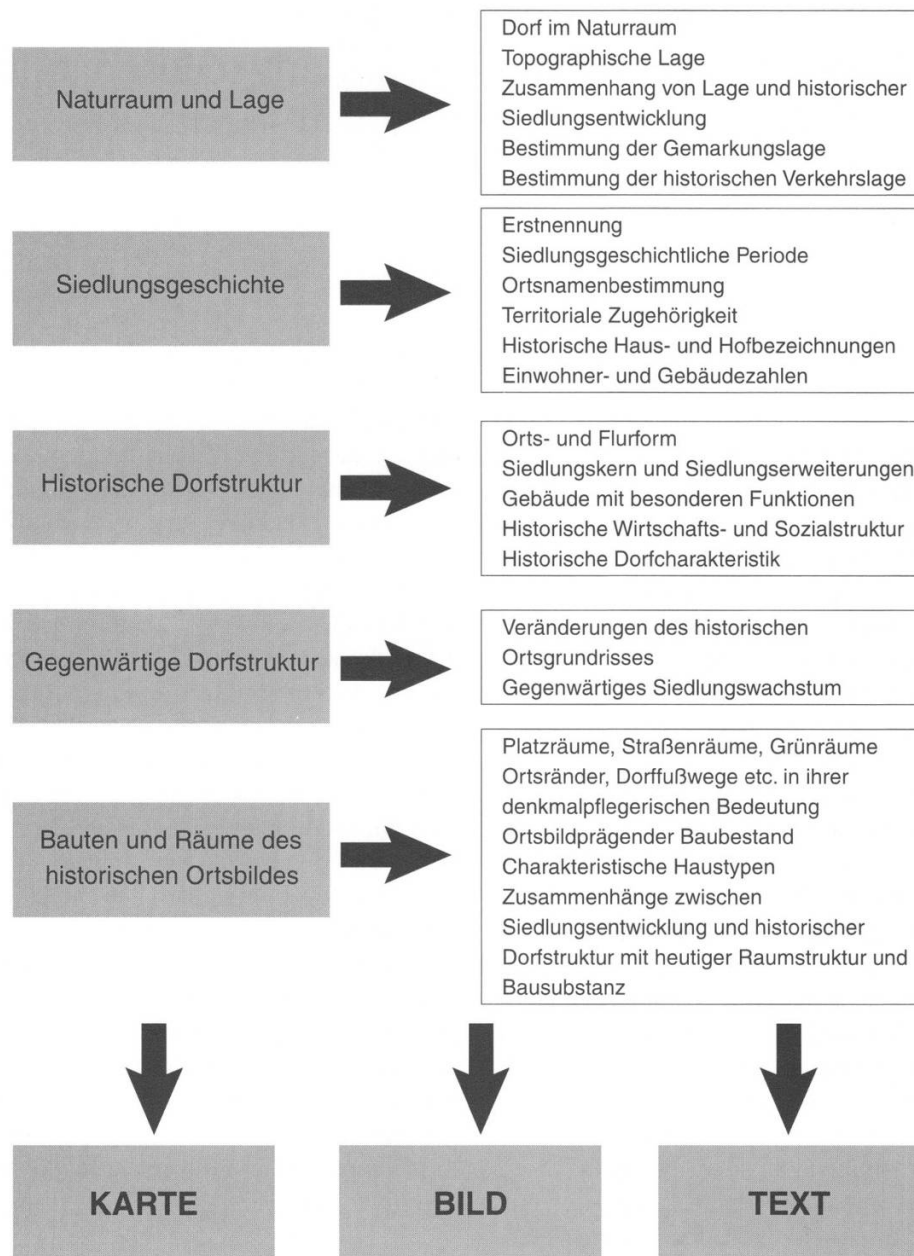 Naturraum und Lage
Dorf im Naturraum
Topographische Lage
Zusammenhang von Lage und historischer
Siedlungsentwicklung
Bestimmung der Gemarkungslage
Bestimmung der historischen Verkehrslage
Siedlungsgeschichte
Erstnennung
Siedlungsgeschichtliche Periode
Ortsnamenbestimmung
Territoriale Zugehörigkeit
Historische Haus- und Hofbezeichnungen
Einwohner- und Gebäudezahlen
Historische Dorfstruktur
Orts- und Flurform
Siedlungskern und Siedlungserweiterungen
Gebäude mit besonderen Funktionen
Historische Wirtschafts- und Sozialstruktur
Historische Dorfcharakteristik
Gegenwärtige Dorfstruktur
Veränderungen des historischen
Ortsgrundrisses
Gegenwärtiges Siedlungswachstum
Bauten und Räume des
historischen Ortsbildes
Platzräume, Straßenräume, Grünräume
Ortsränder, Dorffußwege etc. in ihrer
denkmalpflegerischen Bedeutung
Ortsbildprägender Baubestand
Charakteristische Haustypen
Zusammenhänge zwischen
Siedlungsentwicklung und historischer
Dorfstruktur mit heutiger Raumstruktur und
Bausubstanz
KARTE
BILD
TEXT